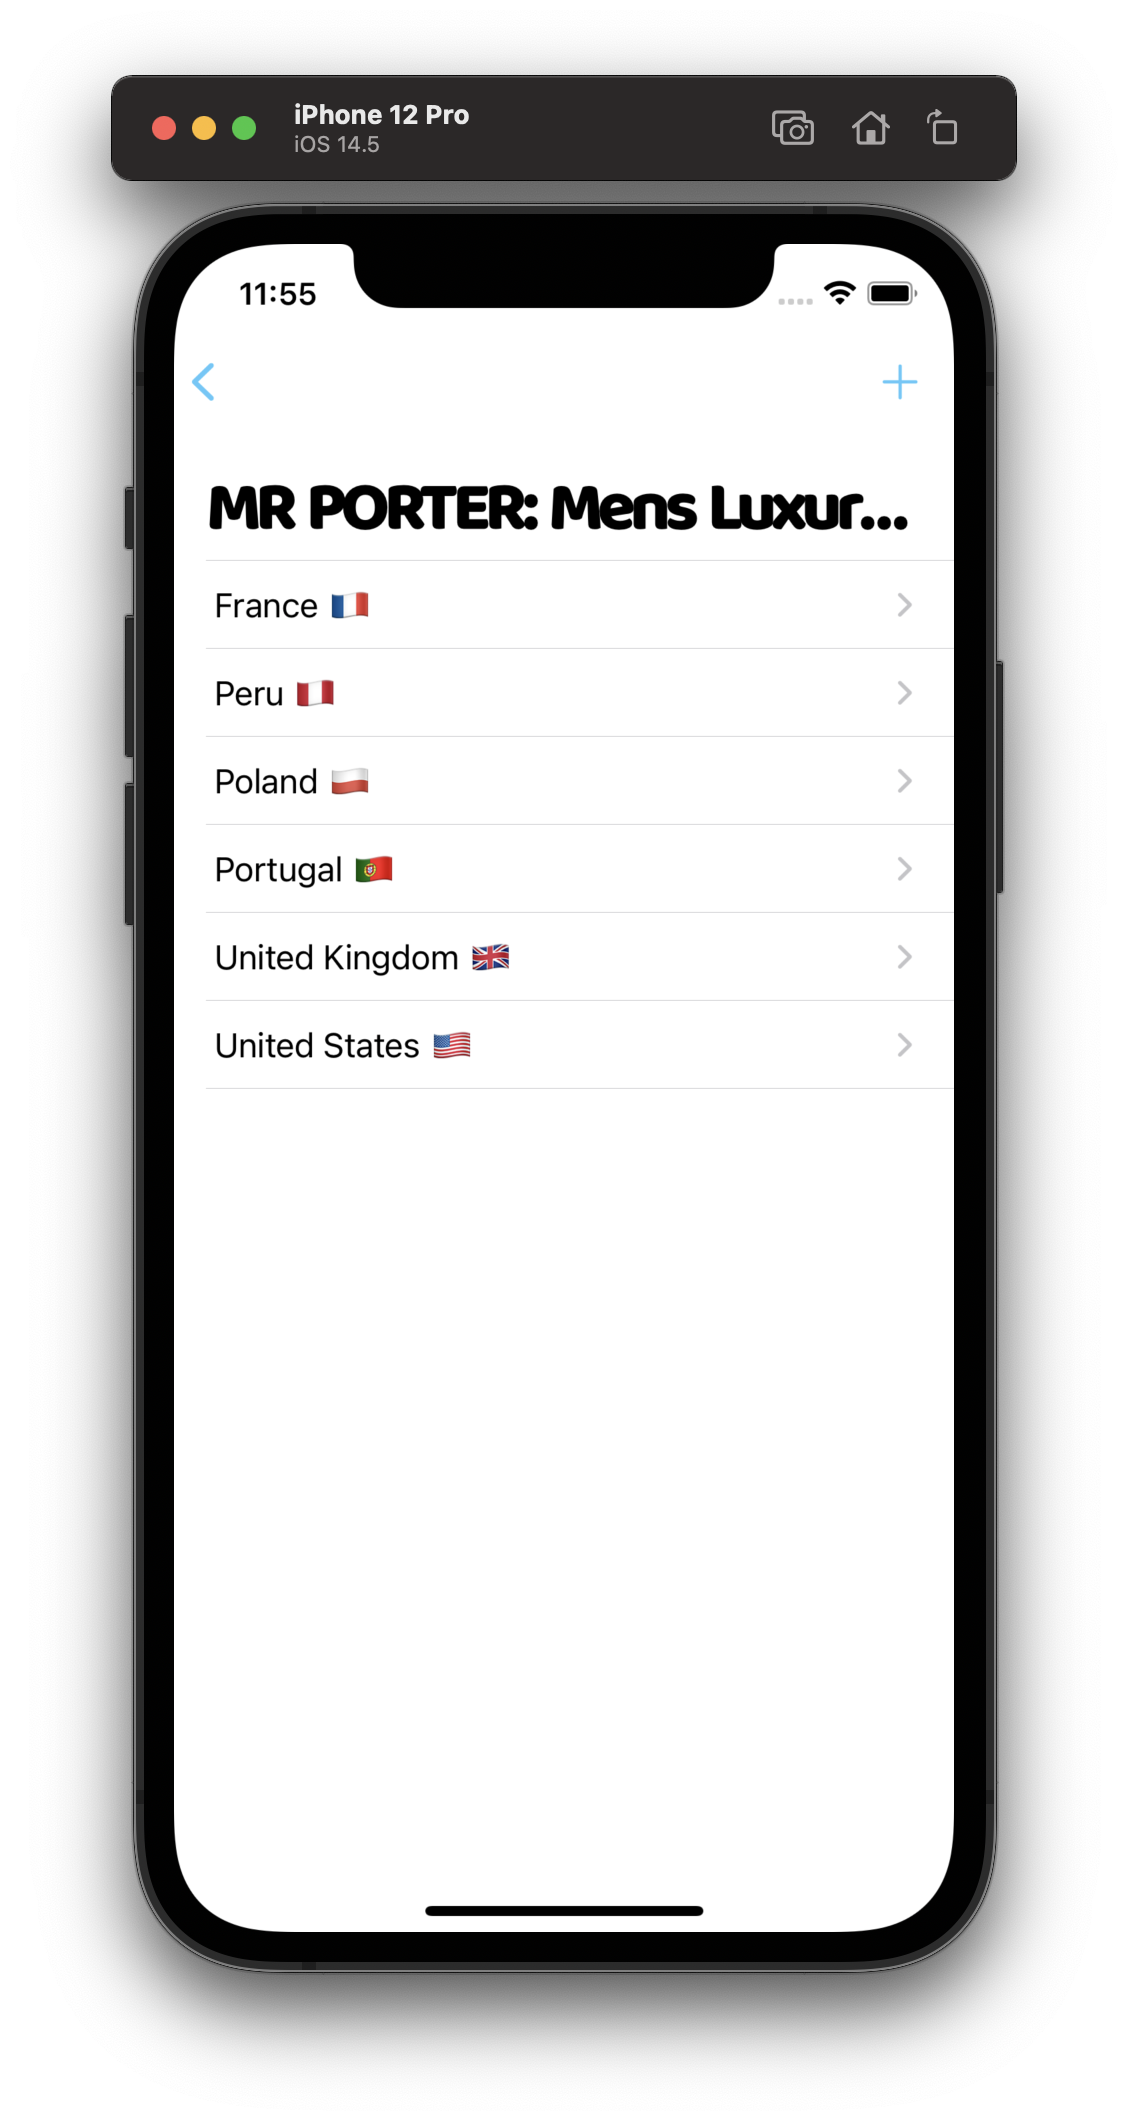 iPhone 12 Pro
iOS 14.5
11:55
MR PORTER: Mens Luxur...
France 🇫🇷
Peru 🇵🇪
Poland 🇵🇱
Portugal 🇵🇹
United Kingdom 🇬🇧
United States 🇺🇸